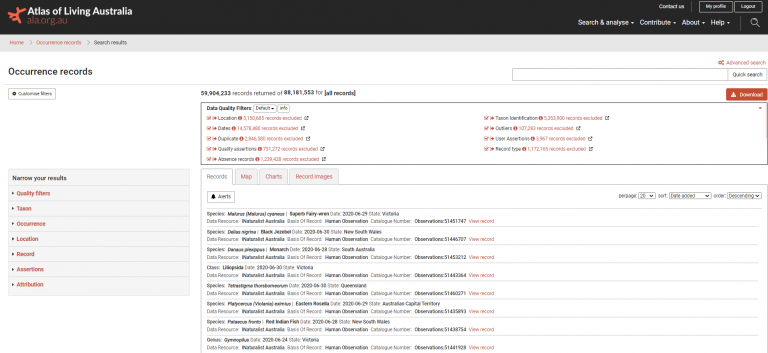 Contact us
My profile
Logout
Atlas of Living Australia
ala.org.au
Search & analyse
Contribute
About
Help
Home
Occurrence records
Search results
Occurrence records
Advanced search
Quick search
Customise filters
59,904,233 records returned of 88,181,553 for [all records]
Download
Data Quality Filters: Default info
Location 5,150,665 records excluded
Taxon Identification 5,353,900 records excluded
Dates 14,578,480 records excluded
Outliers 107,283 records excluded
Duplicate 2,846,380 records excluded
User Assertions 3,967 records excluded
Quality assertions 751,272 records excluded
Record type 1,172,165 records excluded
Absence records 1,239,428 records excluded
Narrow your results
Quality filters
Taxon
Occurrence
Location
Record
Assertions
Attribution
Records
Map
Charts
Record images
Alerts
per page: 20 sort: Date added order: Descending
Species: Malurus (Malurus) cyaneus | Superb Fairy-wren Date: 2020-06-29 State: Victoria
Data Resource: iNaturalist Australia Basis Of Record: Human Observation Catalogue Number: Observations:51451747 View record
Species: Delias nigrina | Black Jezebel Date: 2020-06-30 State: New South Wales
Data Resource: iNaturalist Australia Basis Of Record: Human Observation Catalogue Number: Observations:51446707 View record
Species: Danaus plexippus | Monarch Date: 2020-06-28 State: South Australia
Data Resource: iNaturalist Australia Basis Of Record: Human Observation Catalogue Number: Observations:51453212 View record
Class: Liliopsida Date: 2020-06-30 State: Victoria
Data Resource: iNaturalist Australia Basis Of Record: Human Observation Catalogue Number: Observations:51443364 View record
Species: Tetrastigma thorsborneorum Date: 2020-06-30 State: Queensland
Data Resource: iNaturalist Australia Basis Of Record: Human Observation Catalogue Number: Observations:51460271 View record
Species: Platycercus (Violania) eximius | Eastern Rosella Date: 2020-06-29 State: Australian Capital Territory
Data Resource: iNaturalist Australia Basis Of Record: Human Observation Catalogue Number: Observations:51435893 View record
Species: Pataecus fronto | Red Indian Fish Date: 2020-06-28 State: New South Wales
Data Resource: iNaturalist Australia Basis Of Record: Human Observation Catalogue Number: Observations:51438754 View record
Genus: Gymnopilus Date: 2020-06-24 State: Victoria
Data Resource: iNaturalist Australia Basis Of Record: Human Observation Catalogue Number: Observations:51441928 View record